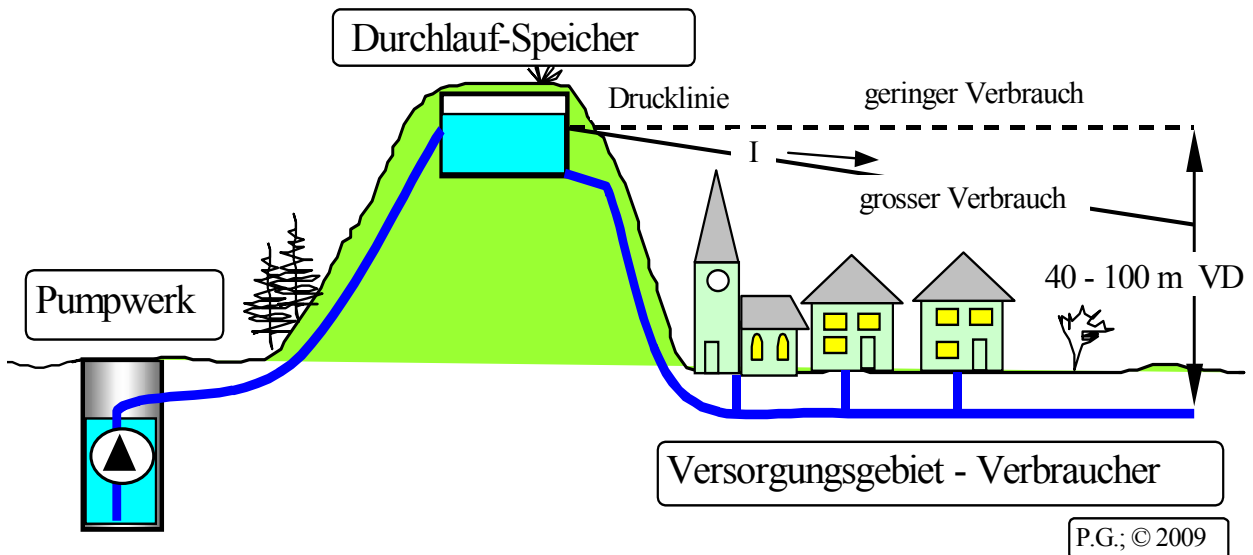 Durchlauf-Speicher
Drucklinie
geringer Verbrauch
I
grosser Verbrauch
40 - 100 m VD
Pumpwerk
Versorgungsgebiet - Verbraucher
P.G.; © 2009